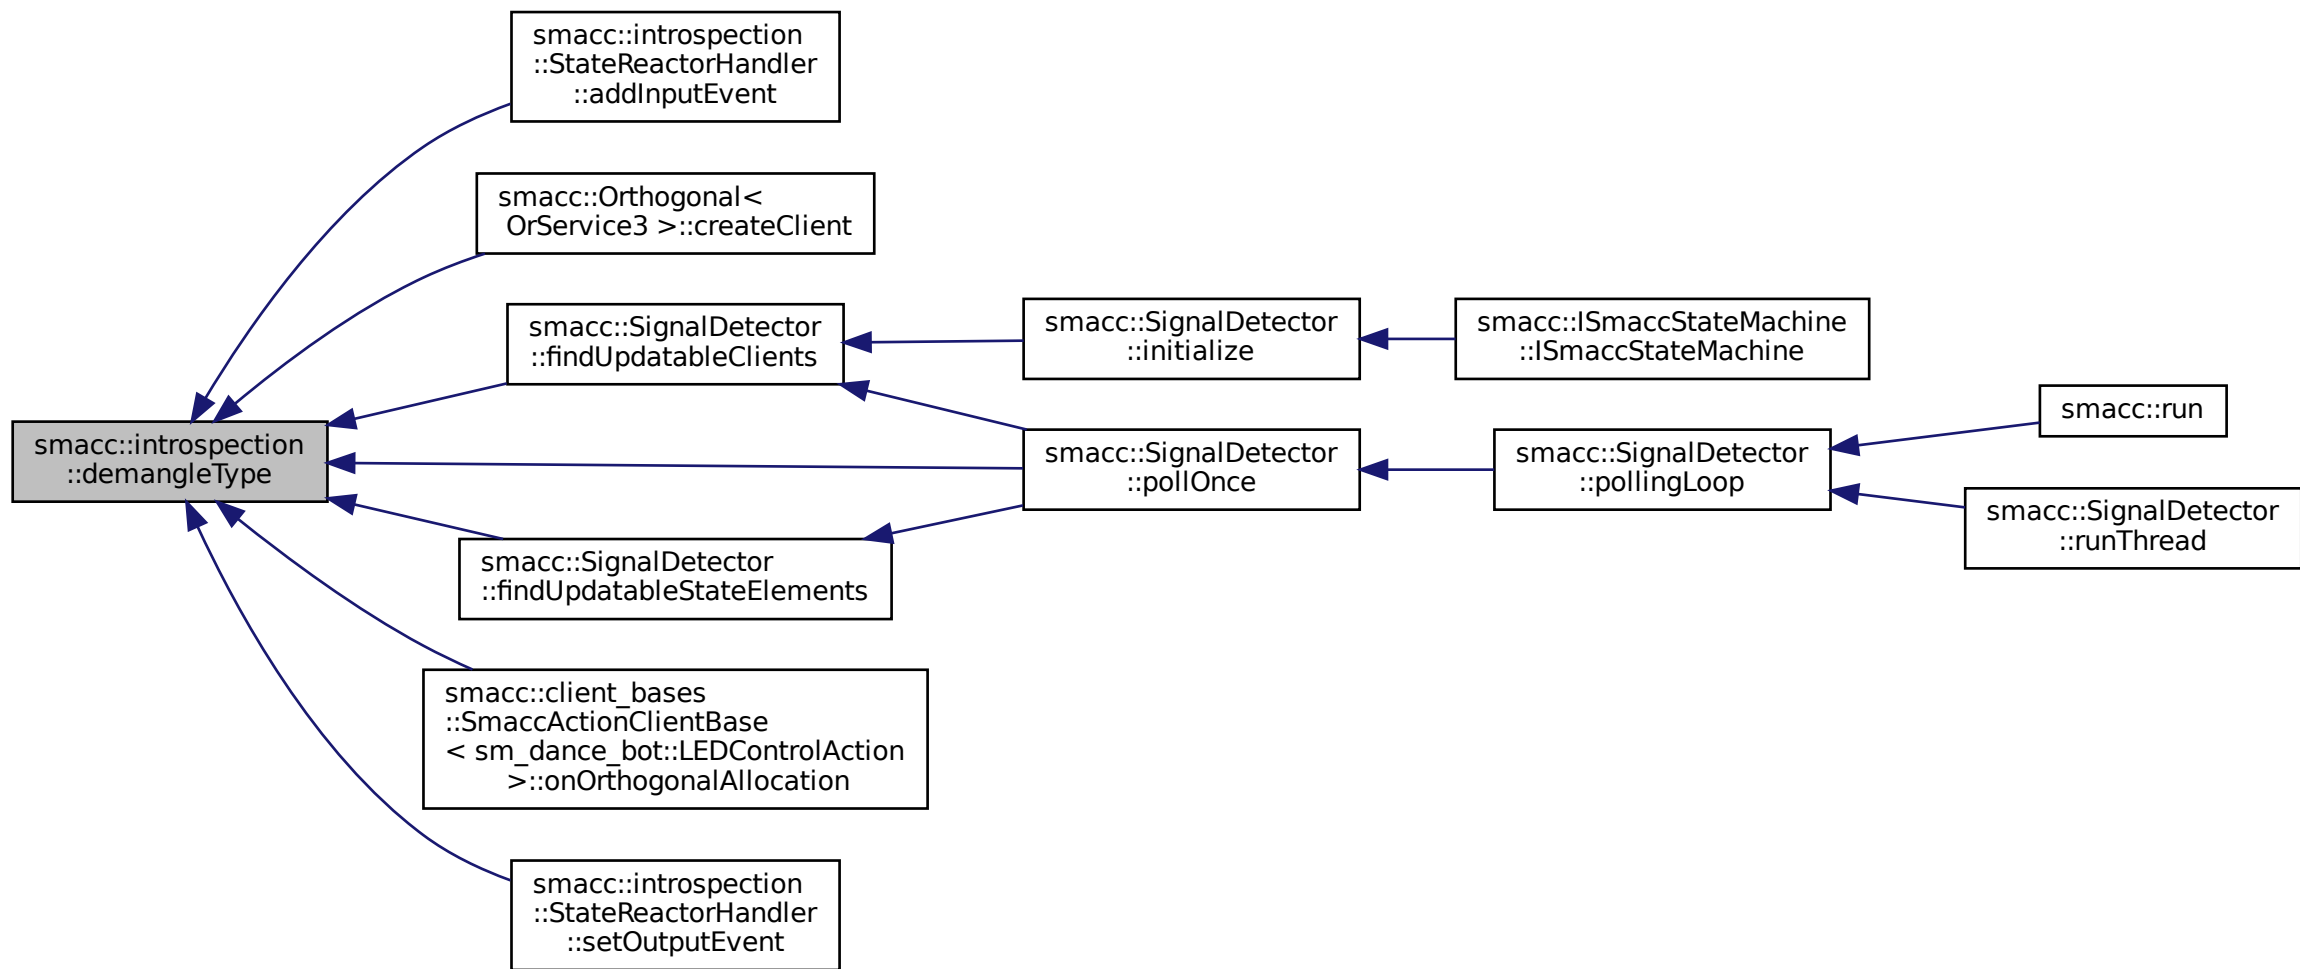 smacc::introspection
::StateReactorHandler
::addInputEvent
smacc::Orthogonal<
OrService3 >::createClient
smacc::SignalDetector
::findUpdatableClients
smacc::SignalDetector
::initialize
smacc::ISmaccStateMachine
::ISmaccStateMachine
smacc::run
smacc::introspection
::demangleType
smacc::SignalDetector
::pollOnce
smacc::SignalDetector
::pollingLoop
smacc::SignalDetector
::runThread
smacc::SignalDetector
::findUpdatableStateElements
smacc::client_bases
::SmaccActionClientBase
< sm_dance_bot::LEDControlAction
>::onOrthogonalAllocation
smacc::introspection
::StateReactorHandler
::setOutputEvent